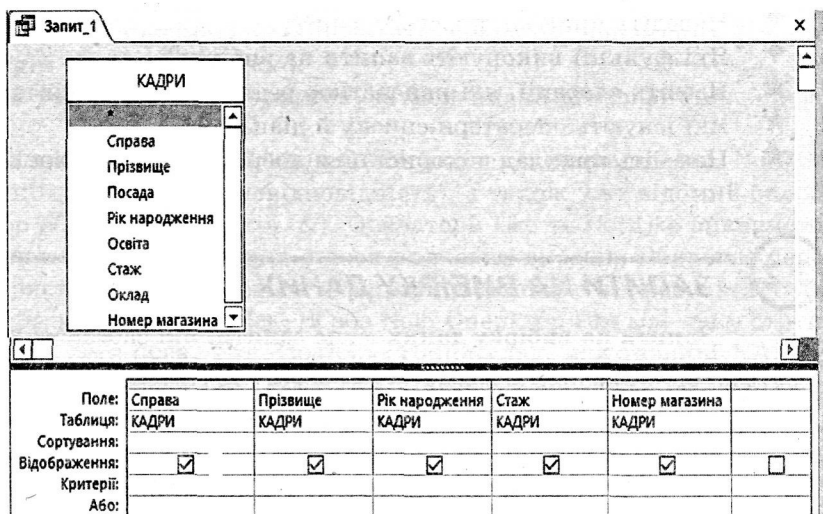 Запит_1
КАДРИ
*
Справа
Прізвище
Посада
Рік народження
Освіта
Стаж
Оклад
Номер магазина
Поле: Справа Прізвище Рік народження Стаж Номер магазина
Таблиця: КАДРИ КАДРИ КАДРИ КАДРИ КАДРИ
Сортування:
Відображення:
Критерії:
Або: